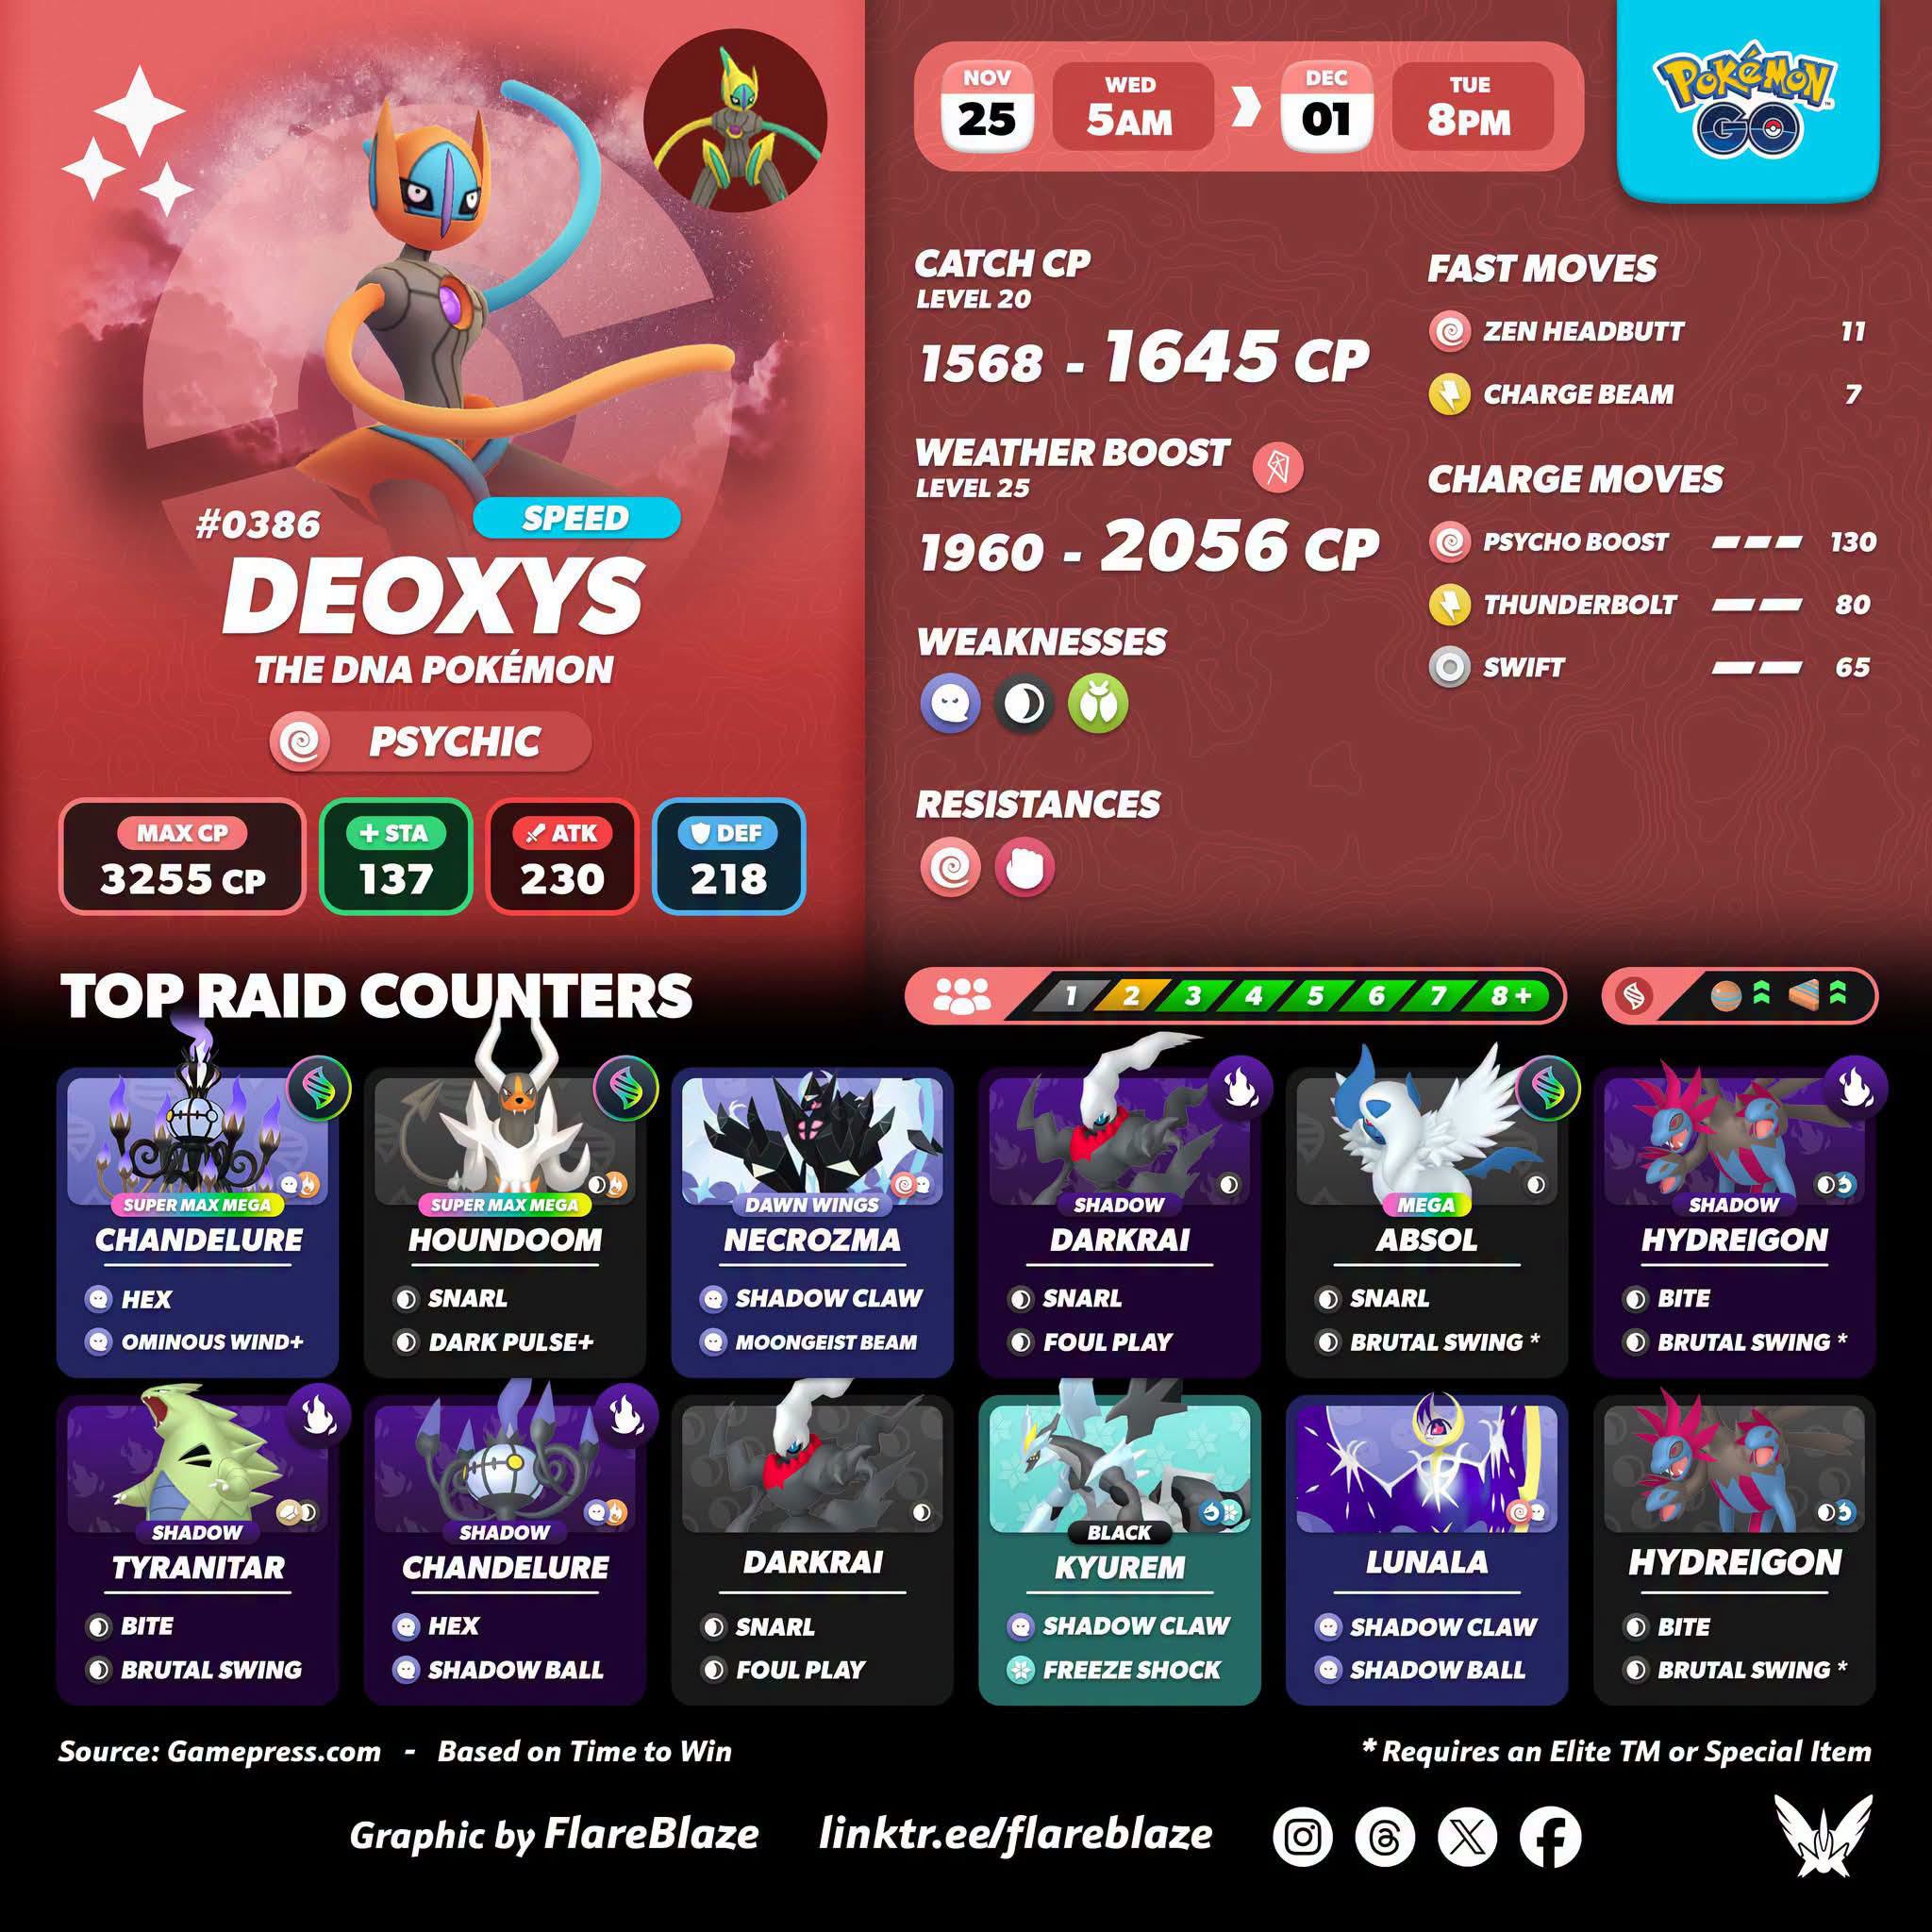 NOV
25
WED
5AM
DEC
01
TUE
8PM
POKéMON
GO
#0386
SPEED
DEOXYS
THE DNA POKÉMON
PSYCHIC
MAX CP
3255 CP
STA
137
ATK
230
DEF
218
CATCH CP
LEVEL 20
1568 - 1645 CP
WEATHER BOOST
LEVEL 25
1960 - 2056 CP
WEAKNESSES
RESISTANCES
FAST MOVES
ZEN HEADBUTT 11
CHARGE BEAM 7
CHARGE MOVES
PSYCHO BOOST 130
THUNDERBOLT 80
SWIFT 65
TOP RAID COUNTERS
1 2 3 4 5 6 7 8+
SUPER MAX MEGA
CHANDELURE
HEX
OMINOUS WIND+
SUPER MAX MEGA
HOUNDOOM
SNARL
DARK PULSE+
DAWN WINGS
NECROZMA
SHADOW CLAW
MOONGEIST BEAM
SHADOW
DARKRAI
SNARL
FOUL PLAY
MEGA
ABSOL
SNARL
BRUTAL SWING *
SHADOW
HYDREIGON
BITE
BRUTAL SWING *
SHADOW
TYRANITAR
BITE
BRUTAL SWING
SHADOW
CHANDELURE
HEX
SHADOW BALL
DARKRAI
SNARL
FOUL PLAY
BLACK
KYUREM
SHADOW CLAW
FREEZE SHOCK
LUNALA
SHADOW CLAW
SHADOW BALL
HYDREIGON
BITE
BRUTAL SWING *
Source: Gamepress.com - Based on Time to Win
* Requires an Elite TM or Special Item
Graphic by FlareBlaze
linktr.ee/flareblaze